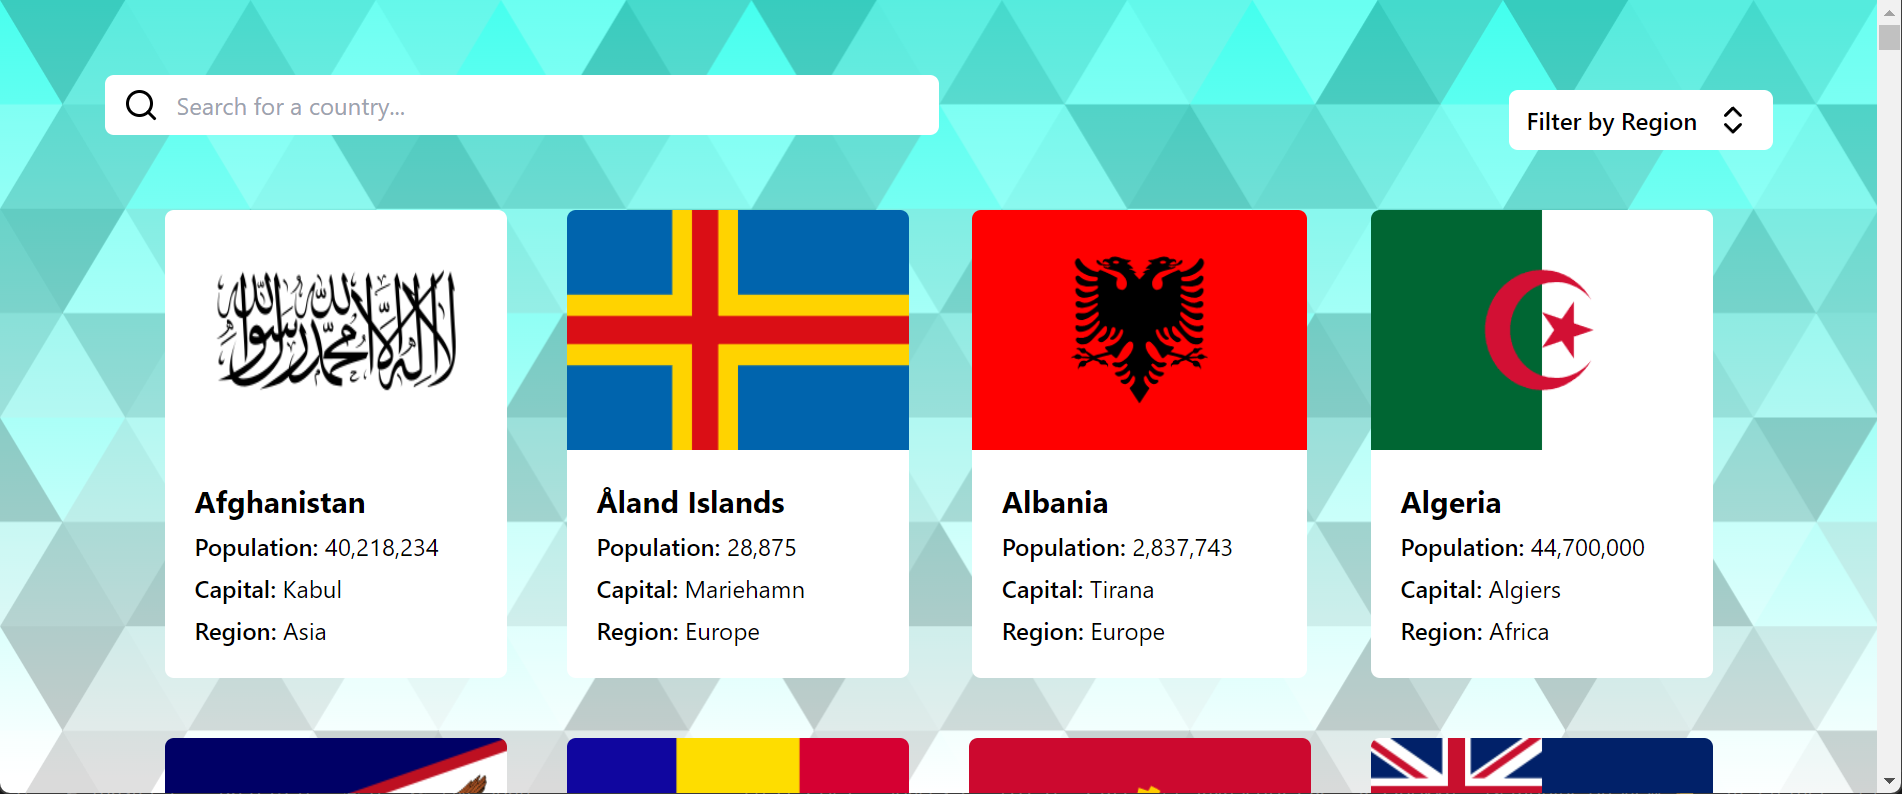 Search for a country...
Filter by Region
لا إله إلا الله محمد رسول الله
Afghanistan
Population: 40,218,234
Capital: Kabul
Region: Asia
Åland Islands
Population: 28,875
Capital: Mariehamn
Region: Europe
Albania
Population: 2,837,743
Capital: Tirana
Region: Europe
Algeria
Population: 44,700,000
Capital: Algiers
Region: Africa